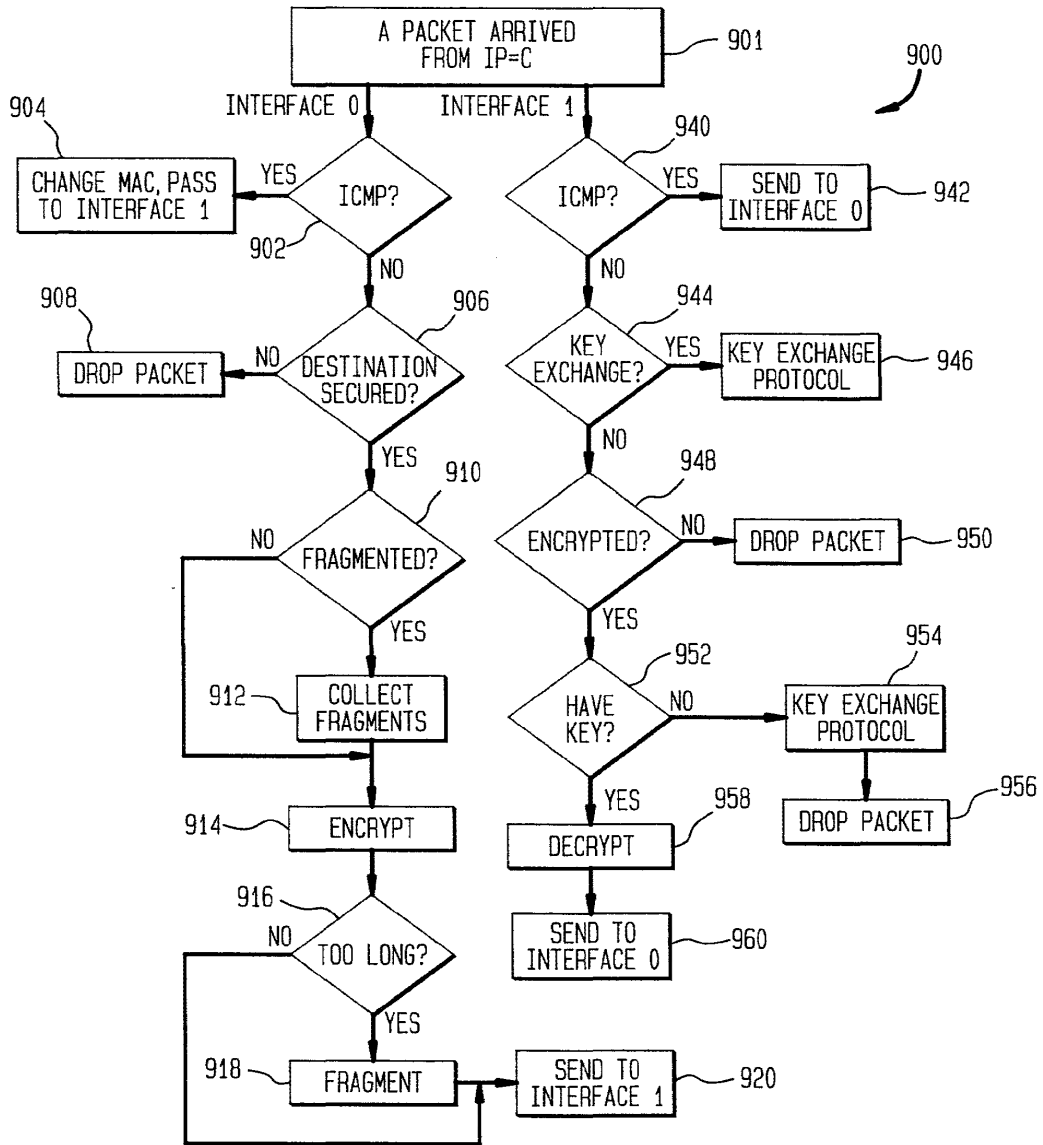 A PACKET ARRIVED
FROM IP=C
901
900
INTERFACE 0
INTERFACE 1
904
CHANGE MAC, PASS
TO INTERFACE 1
YES
ICMP?
902
NO
940
ICMP?
YES
SEND TO
INTERFACE 0
942
NO
908
DROP PACKET
NO
906
DESTINATION
SECURED?
YES
944
KEY
EXCHANGE?
YES
KEY EXCHANGE
PROTOCOL
946
NO
910
NO
FRAGMENTED?
YES
948
ENCRYPTED?
NO
DROP PACKET
950
YES
912
COLLECT
FRAGMENTS
952
HAVE
KEY?
NO
954
KEY EXCHANGE
PROTOCOL
956
DROP PACKET
YES
914
ENCRYPT
958
DECRYPT
916
NO
TOO LONG?
YES
SEND TO
INTERFACE 0
960
918
FRAGMENT
SEND TO
INTERFACE 1
920